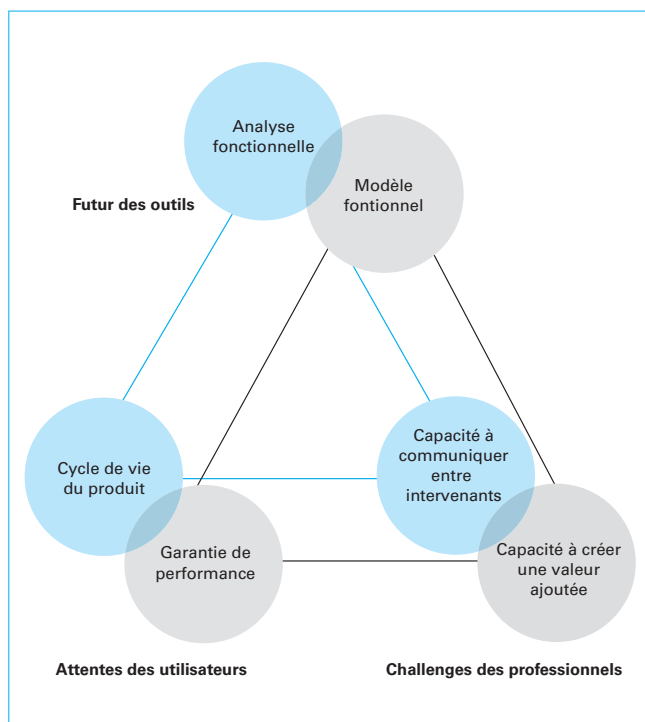 Analyse
fonctionnelle
Modèle
fontionnel
Futur des outils
Cycle de vie
du produit
Capacité à
communiquer
entre
intervenants
Garantie de
performance
Capacité à créer
une valeur
ajoutée
Attentes des utilisateurs
Challenges des professionnels